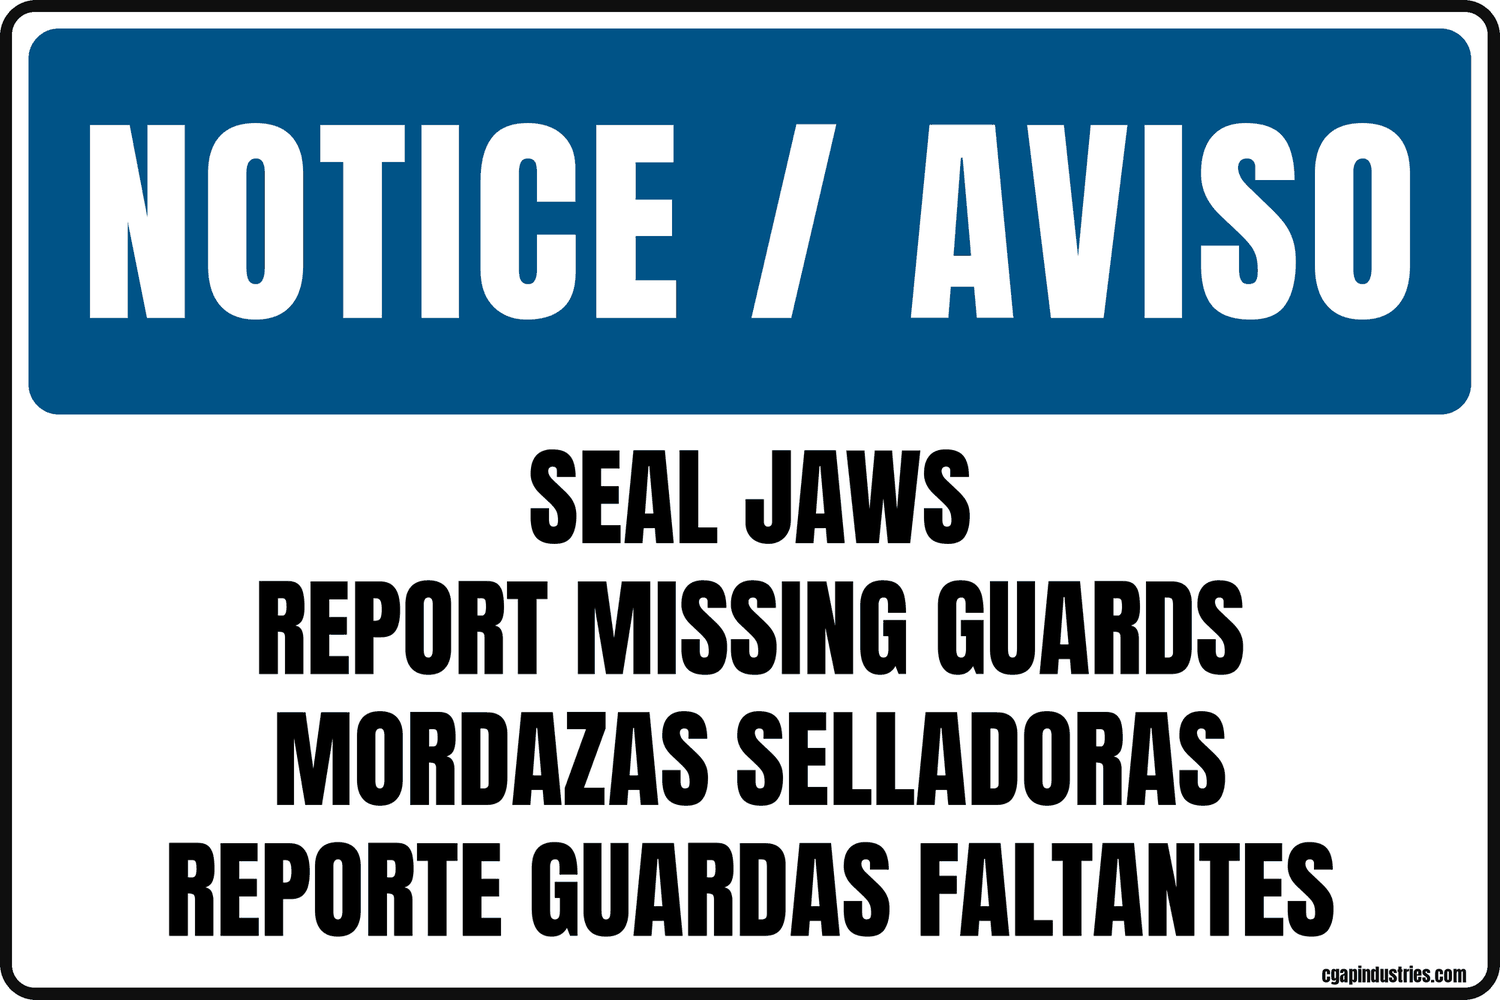 NOTICE / AVISO
SEAL JAWS
REPORT MISSING GUARDS
MORDAZAS SELLADORAS
REPORTE GUARDAS FALTANTES
cgapindustries.com